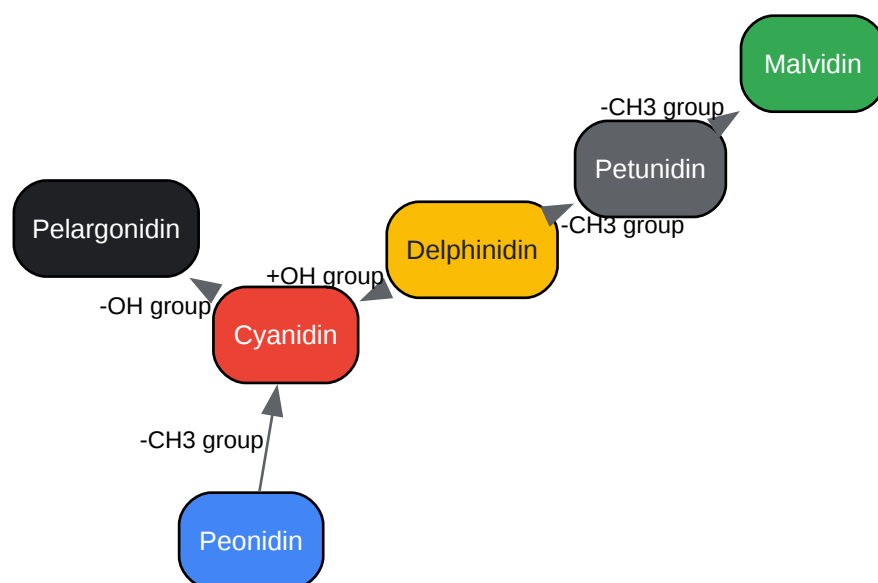 Malvidin
-CH3 group
Petunidin
-CH3 group
Pelargonidin
Delphinidin
+OH group
-OH group
Cyanidin
-CH3 group
Peonidin